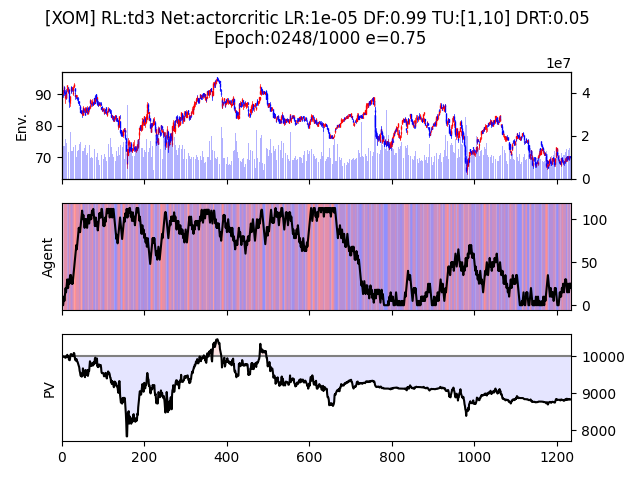 [XOM] RL:td3 Net:actorcritic LR:1e-05 DF:0.99 TU:[1,10] DRT:0.05
Epoch:0248/1000 e=0.75
1e7
Env.
90
80
70
4
2
0
Agent
100
50
0
PV
10000
9000
8000
0 200 400 600 800 1000 1200